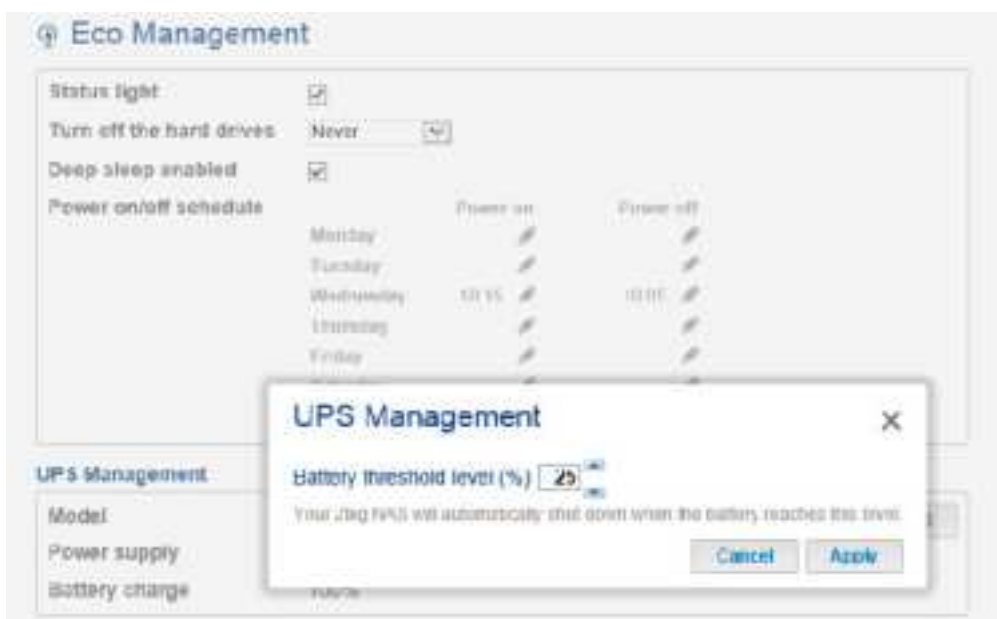 Eco Management
Status light
Turn off the hard drives Never
Deep sleep enabled
Power on/off schedule Power on Power off
Monday
Tuesday
Wednesday
Thursday
Friday
UPS Management
Battery threshold level (%) 25
Your NAS will automatically shut down when the battery reaches this level.
Cancel Apply
UPS Management
Model
Power supply
Battery charge 100%